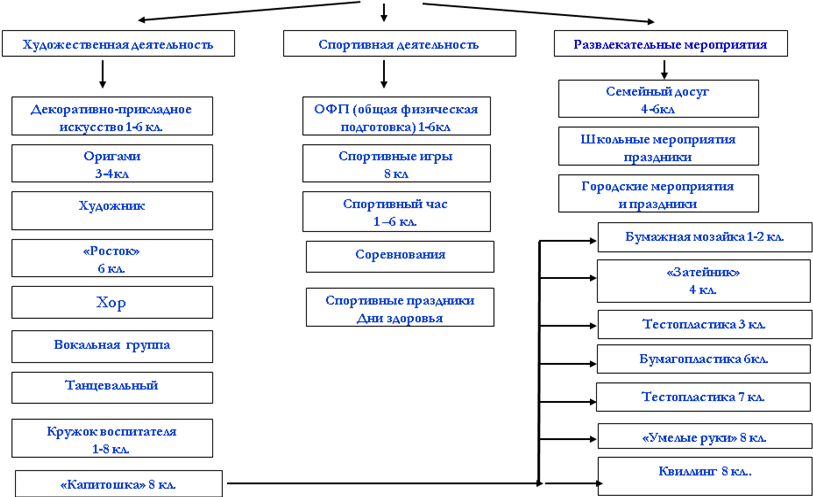 Художественная деятельность
Декоративно-прикладное
искусство 1-6 кл.
Оригами
3-4кл
Художник
«Росток»
6 кл.
Хор
Вокальная группа
Танцевальный
Кружок воспитателя
1-8 кл.
«Капитошка» 8 кл.
Спортивная деятельность
ОФП (общая физическая
подготовка) 1-6кл
Спортивные игры
8 кл
Спортивный час
1 –6 кл.
Соревнования
Спортивные праздники
Дни здоровья
Развлекательные мероприятия
Семейный досуг
4-6кл
Школьные мероприятия
праздники
Городские мероприятия
и праздники
Бумажная мозайка 1-2 кл.
«Затейник»
4 кл.
Тестопластика 3 кл.
Бумагопластика 6кл.
Тестопластика 7 кл.
«Умелые руки» 8 кл.
Квиллинг 8 кл..